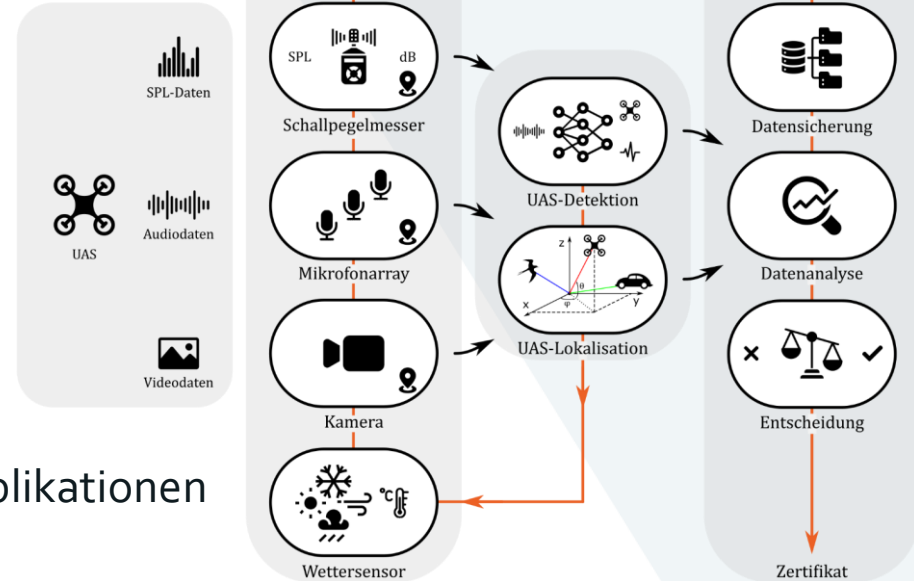 SPL-Daten
UAS
Audiodaten
Videodaten
SPL
dB
Schallpegelmesser
Mikrofonarray
Kamera
°C
Wettersensor
UAS-Detektion
z
θ
φ
x
y
UAS-Lokalisation
Datensicherung
Datenanalyse
Entscheidung
Zertifikat
plikationen